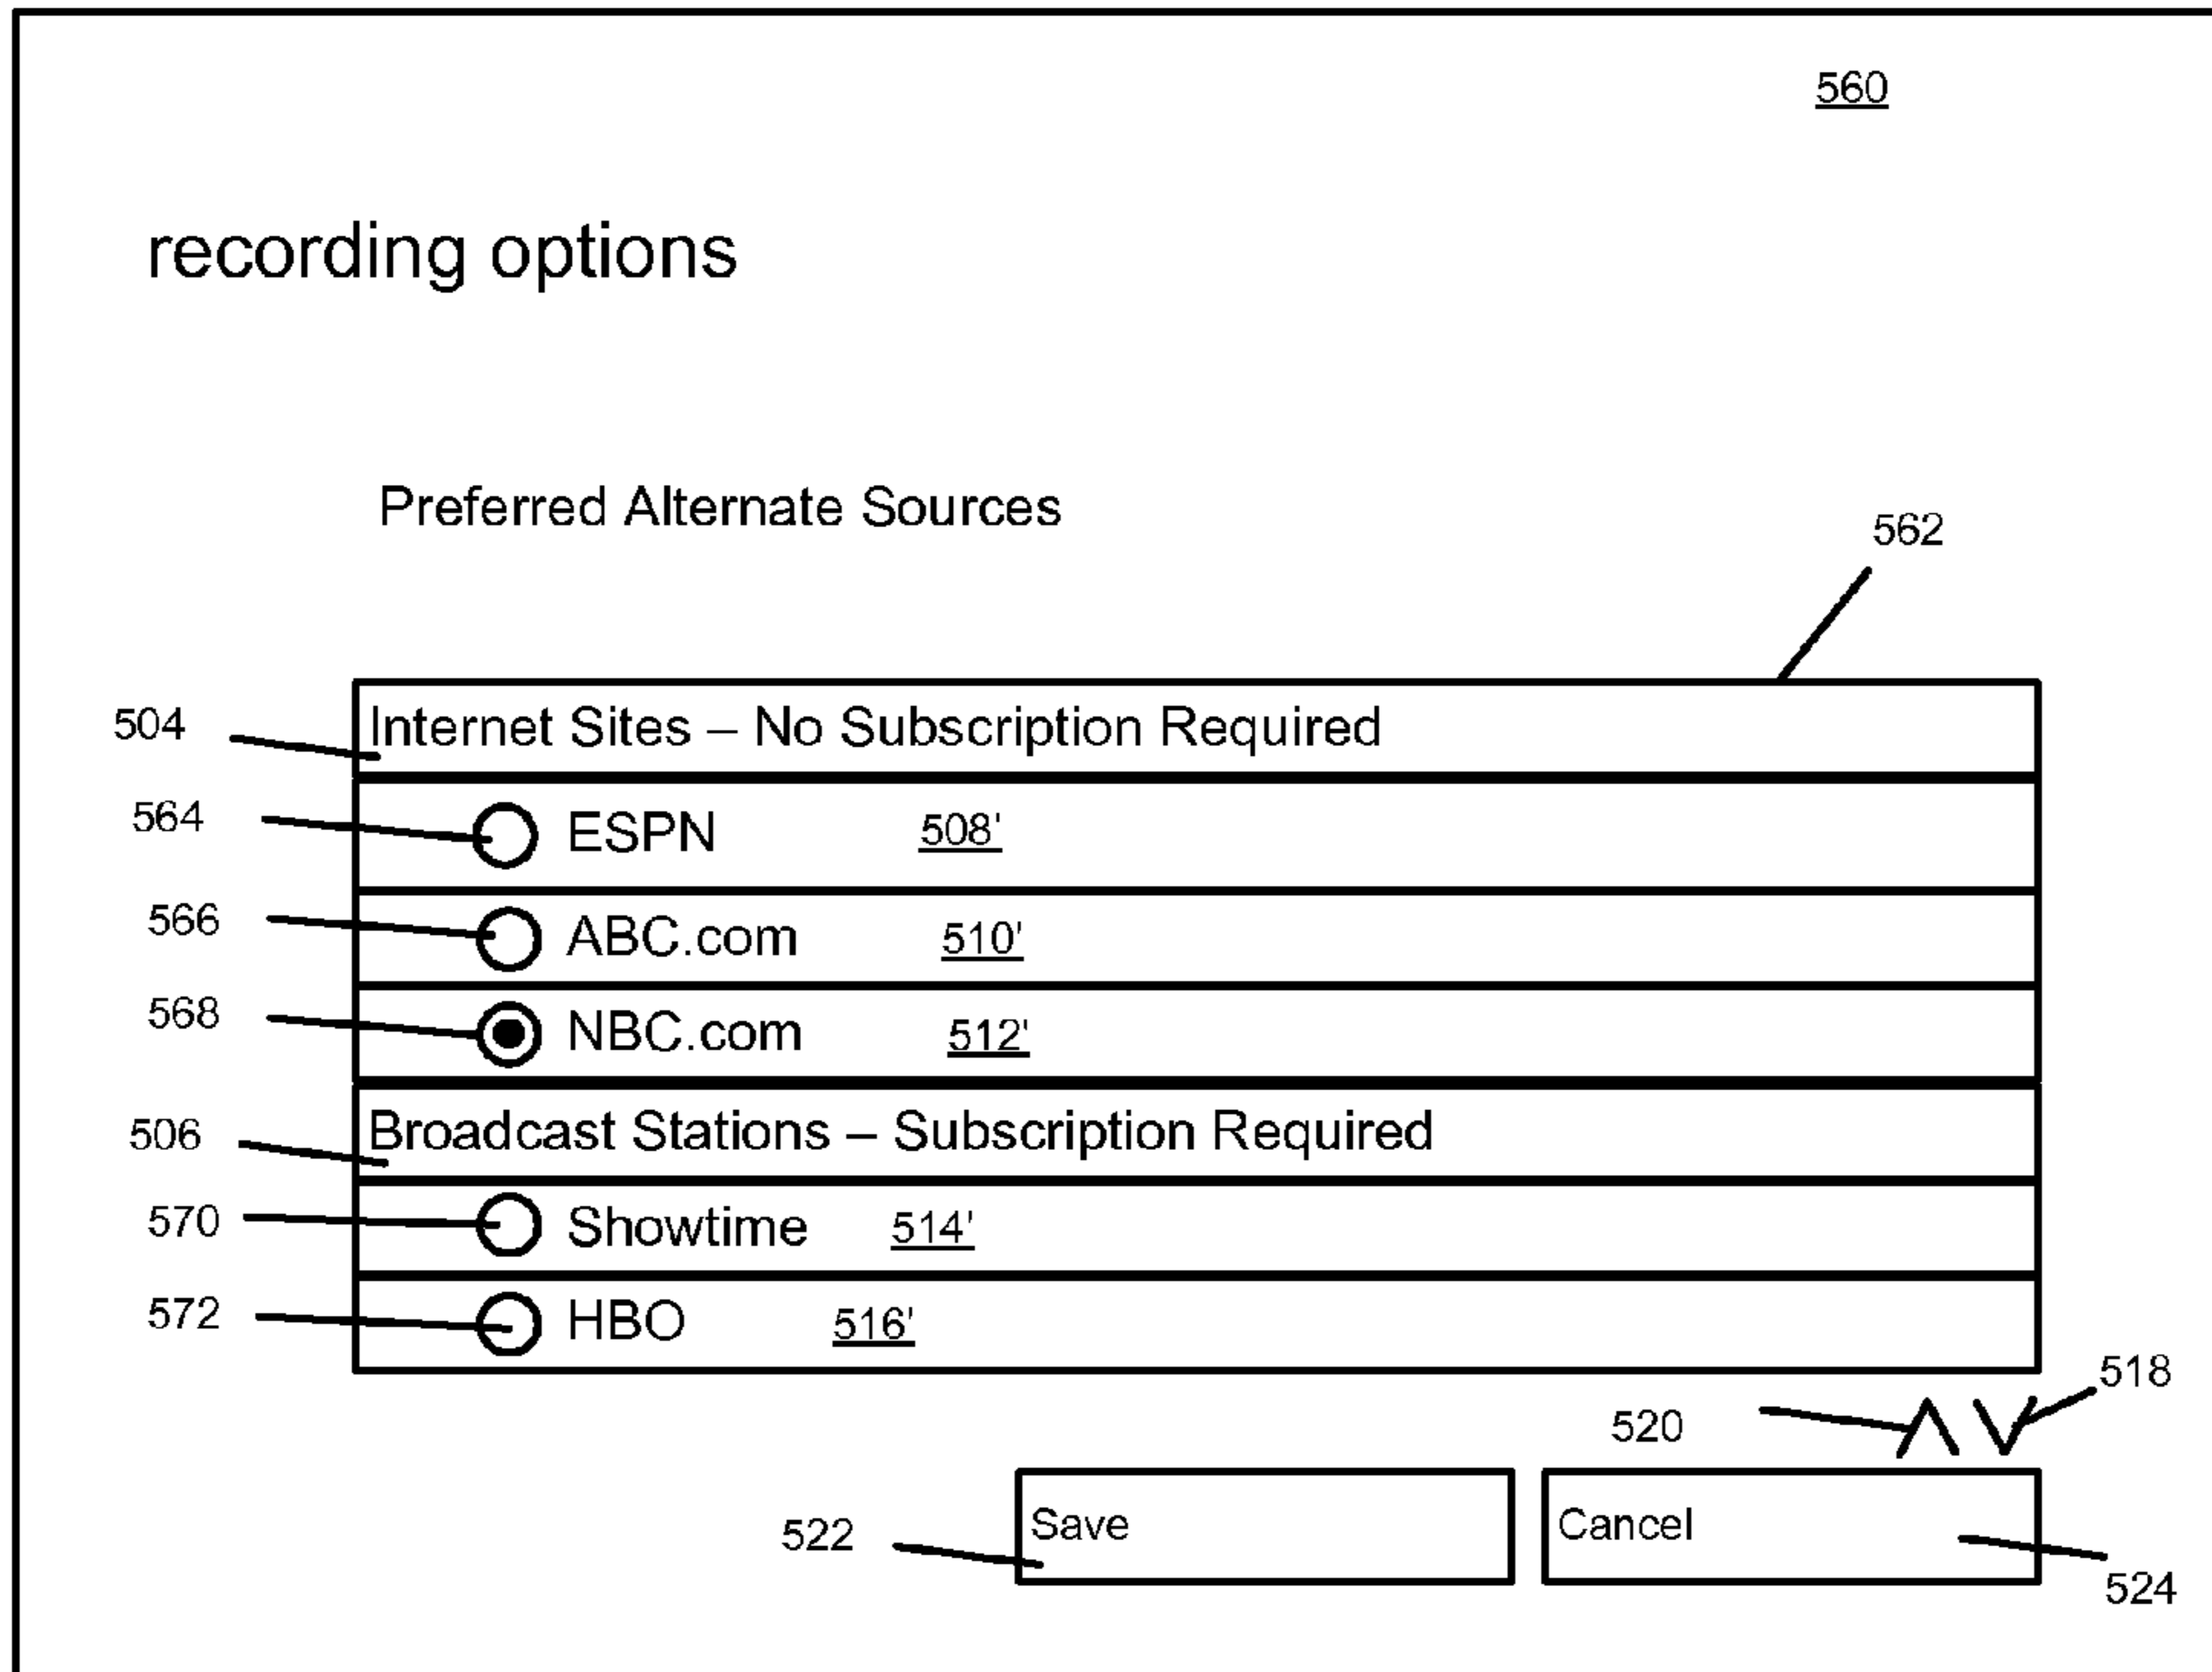 560
recording options
Preferred Alternate Sources
562
504 Internet Sites – No Subscription Required
564 ESPN 508'
566 ABC.com 510'
568 NBC.com 512'
506 Broadcast Stations – Subscription Required
570 Showtime 514'
572 HBO 516'
518
520
522 Save Cancel
524